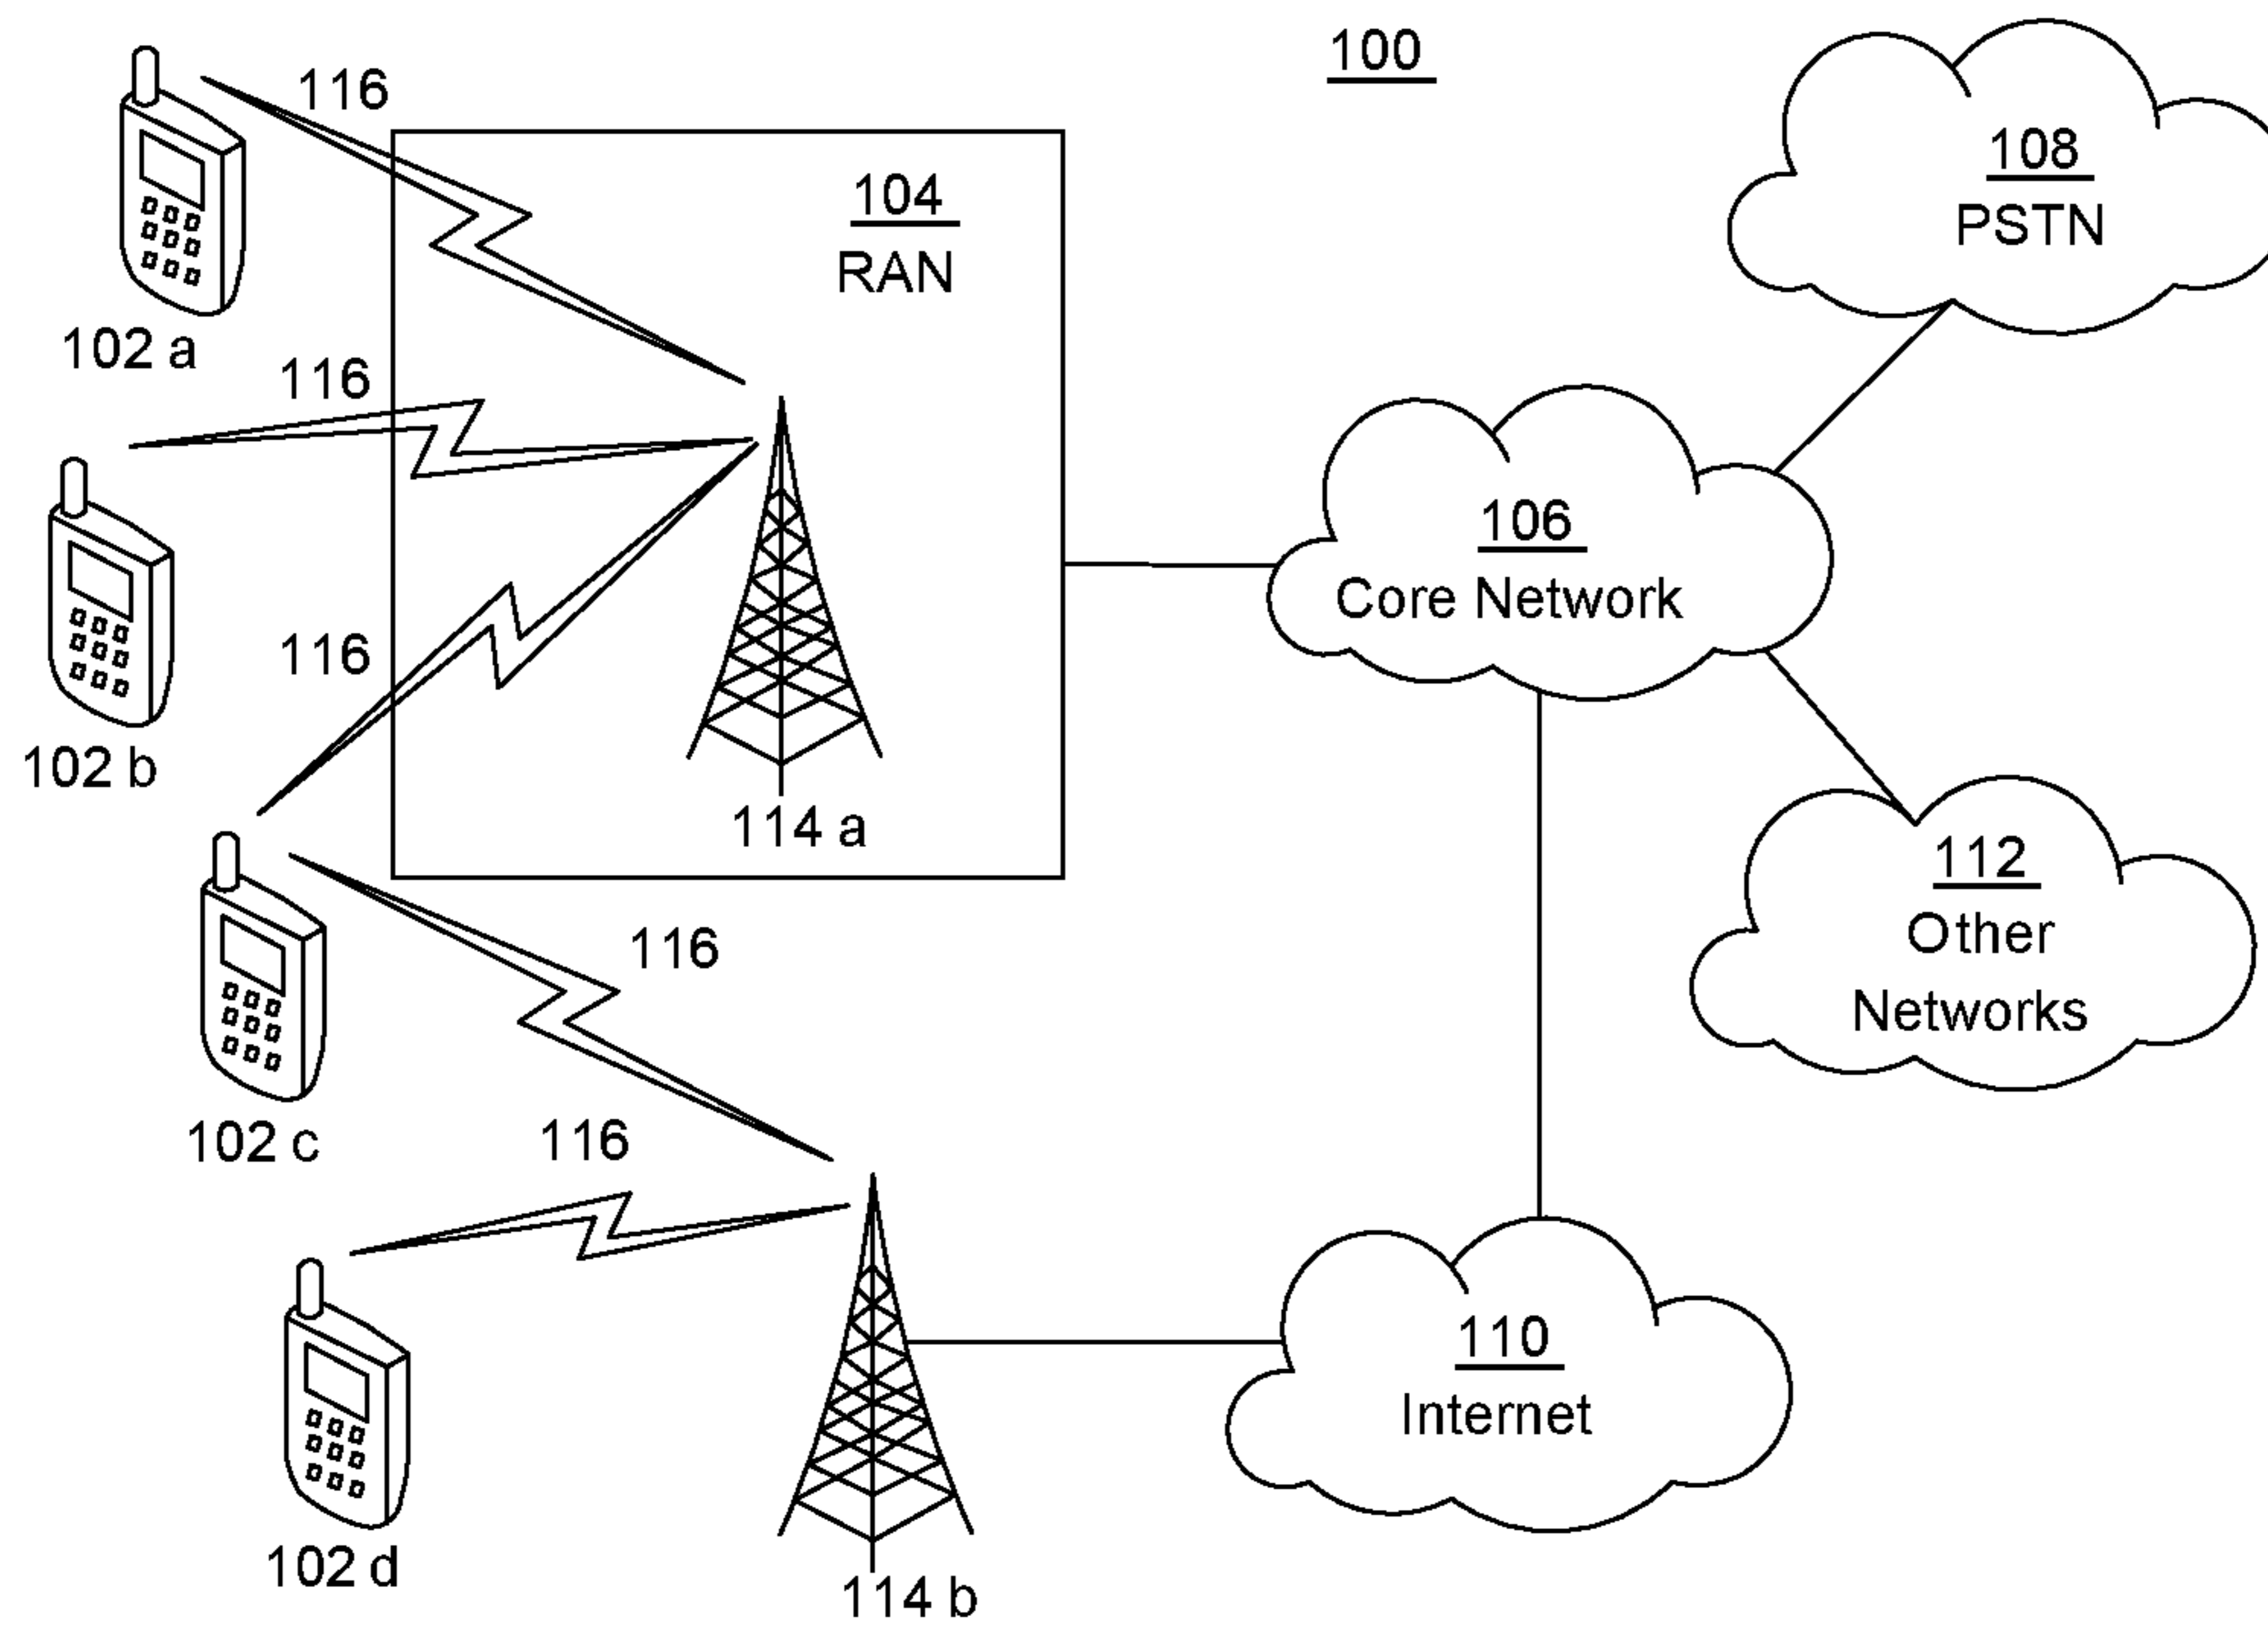 100
116
108
PSTN
104
RAN
102 a
116
106
Core Network
116
102 b
114 a
112
Other
Networks
116
102 c
116
110
Internet
102 d
114 b